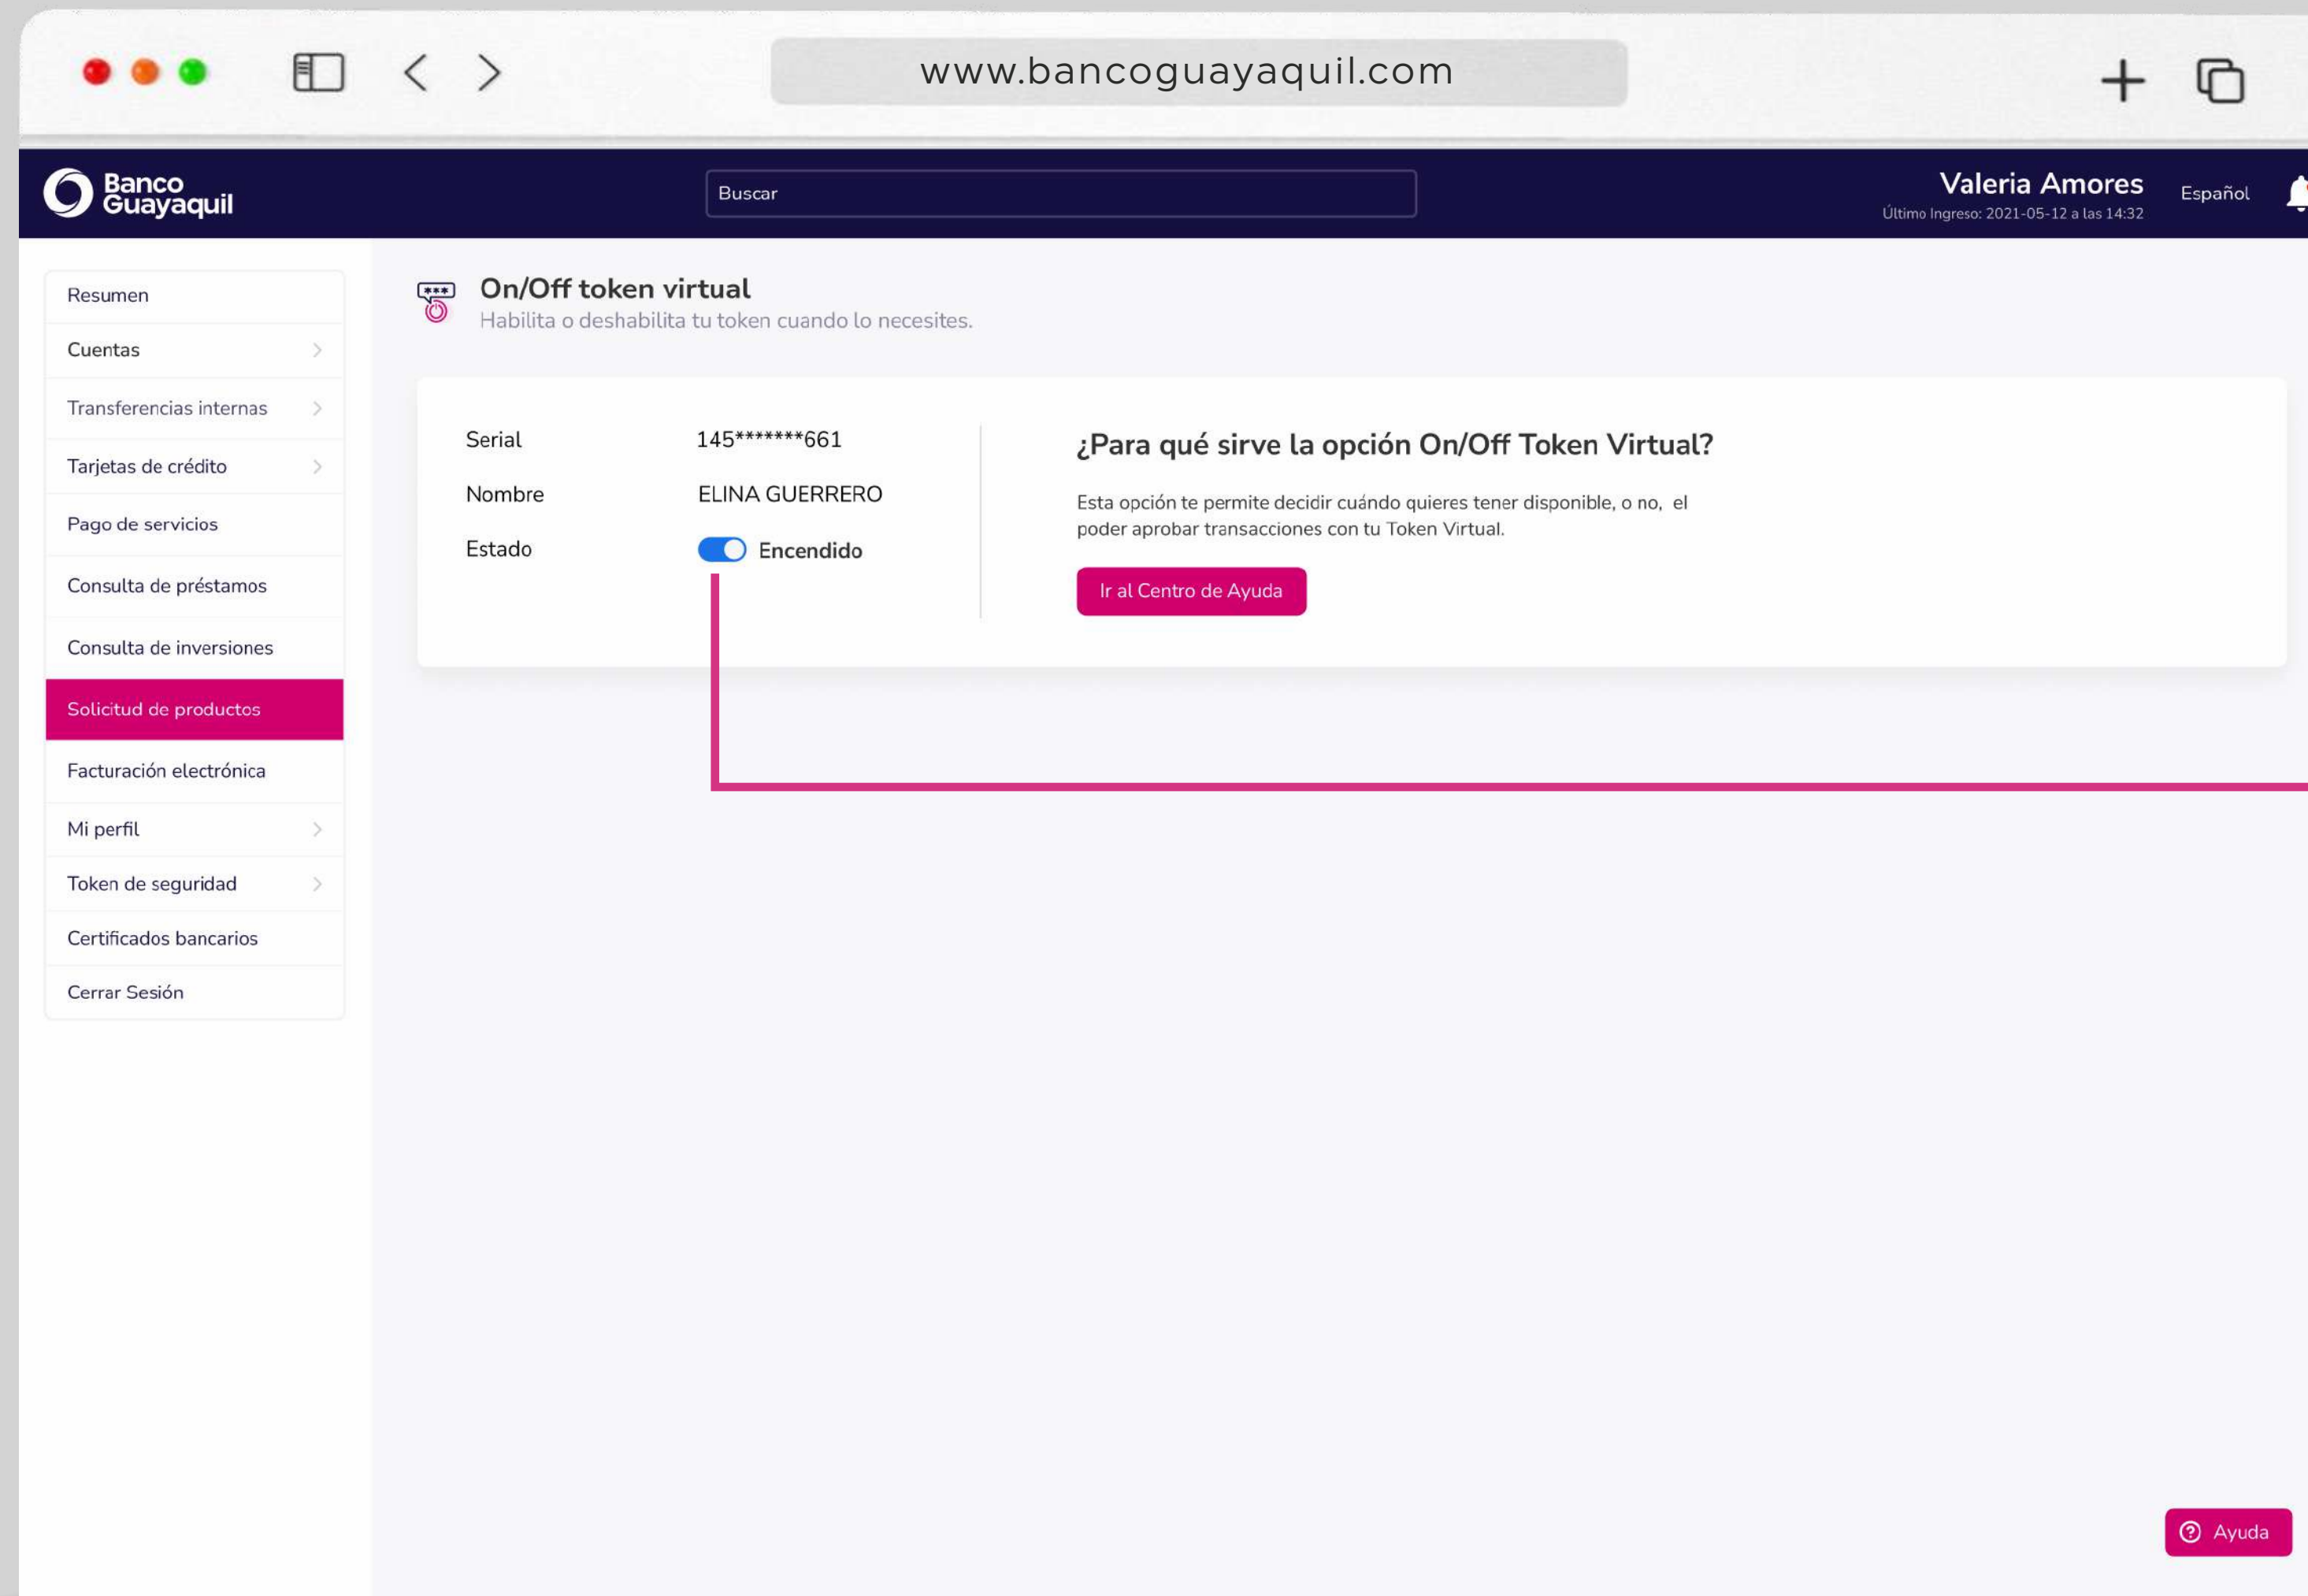 www.bancoguayaquil.com
Banco
Guayaquil
Buscar
Valeria Amores
Último Ingreso: 2021-05-12 a las 14:32
Español
Resumen
Cuentas
Transferencias internas
Tarjetas de crédito
Pago de servicios
Consulta de préstamos
Consulta de inversiones
Solicitud de productos
Facturación electrónica
Mi perfil
Token de seguridad
Certificados bancarios
Cerrar Sesión
***
On/Off token virtual
Habilita o deshabilita tu token cuando lo necesites.
Serial 145*******661
Nombre ELINA GUERRERO
Estado Encendido
¿Para qué sirve la opción On/Off Token Virtual?
Esta opción te permite decidir cuándo quieres tener disponible, o no, el
poder aprobar transacciones con tu Token Virtual.
Ir al Centro de Ayuda
? Ayuda